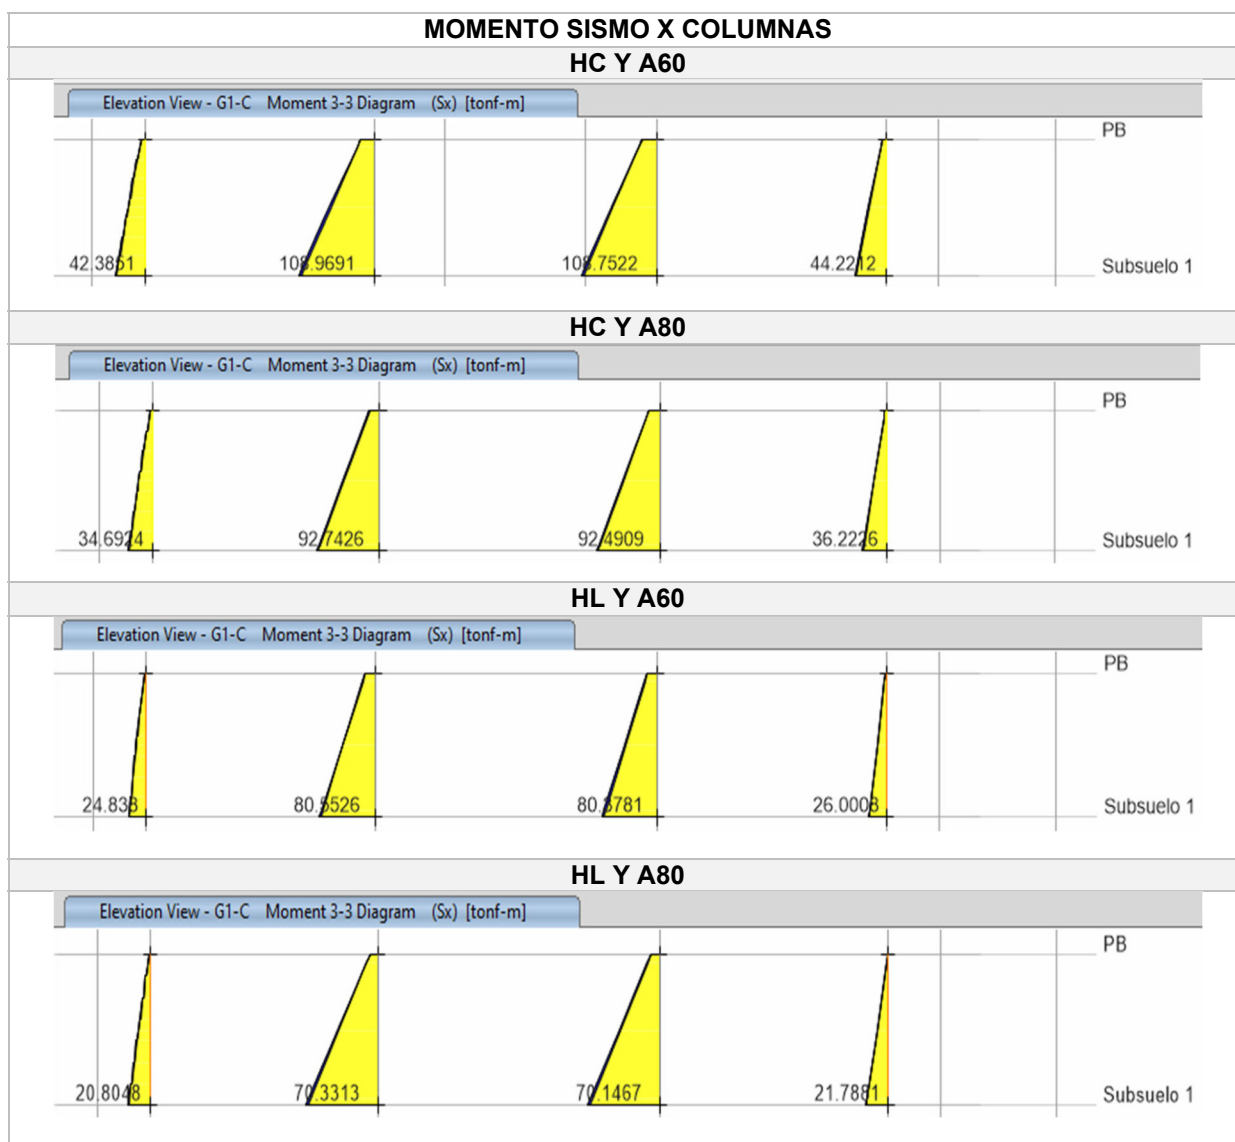 MOMENTO SISMO X COLUMNAS
HC Y A60
Elevation View - G1-C Moment 3-3 Diagram (Sx) [tonf-m]
PB
42.3851 108.9691 108.7522 44.2212 Subsuelo 1
HC Y A80
Elevation View - G1-C Moment 3-3 Diagram (Sx) [tonf-m]
PB
34.6924 92.7426 92.4909 36.2226 Subsuelo 1
HL Y A60
Elevation View - G1-C Moment 3-3 Diagram (Sx) [tonf-m]
PB
24.838 80.5526 80.3781 26.0008 Subsuelo 1
HL Y A80
Elevation View - G1-C Moment 3-3 Diagram (Sx) [tonf-m]
PB
20.8048 70.3313 70.1467 21.7881 Subsuelo 1